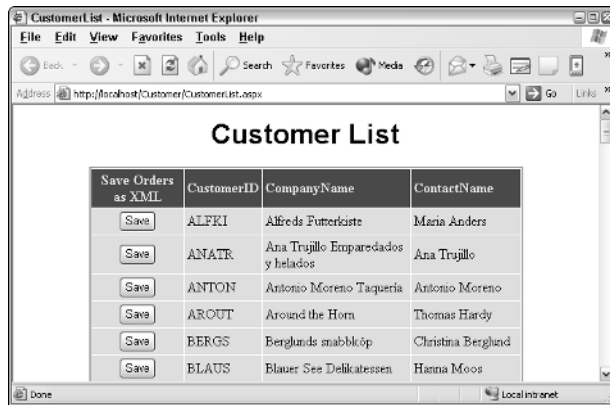 CustomerList - Microsoft Internet Explorer
File Edit View Favorites Tools Help
Back Search Favorites Media
Address http://localhost/Customer/CustomerList.aspx Go Links »
Customer List
Save Orders
as XML CustomerID CompanyName ContactName
Save ALFKI Alfreds Futterkiste Maria Anders
Save ANATR Ana Trujillo Emparedados
y helados Ana Trujillo
Save ANTON Antonio Moreno Taquería Antonio Moreno
Save AROUT Around the Horn Thomas Hardy
Save BERGS Berglunds snabbköp Christina Berglund
Save BLAUS Blauer See Delikatessen Hanna Moos
Done Local intranet